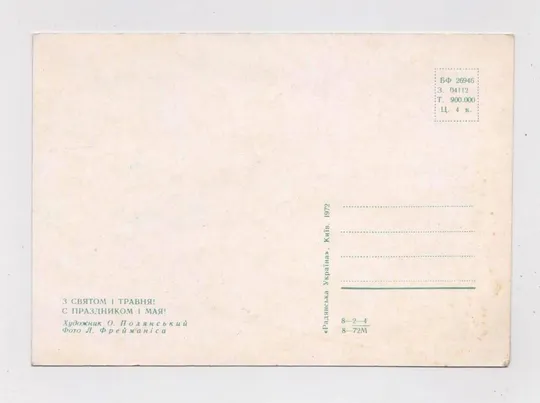 БФ 26946
З. 04112
Т. 900.000
Ц. 4 к.
«Радянська Україна», Київ. 1972
З СВЯТОМ 1 ТРАВНЯ!
С ПРАЗДНИКОМ 1 МАЯ!
Художник О. Полянський
Фото Л. Фрейманіса
8—2—4
8—72М